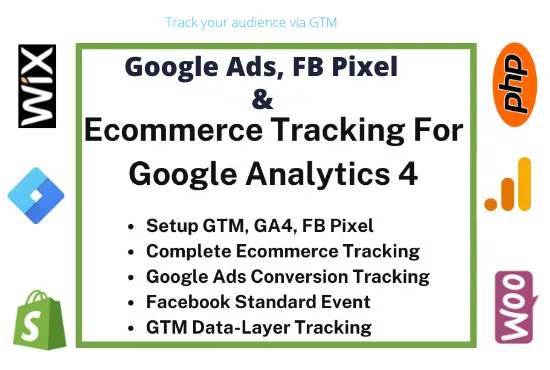 Track your audience via GTM
Google Ads, FB Pixel
&
Ecommerce Tracking For
Google Analytics 4
• Setup GTM, GA4, FB Pixel
• Complete Ecommerce Tracking
• Google Ads Conversion Tracking
• Facebook Standard Event
• GTM Data-Layer Tracking
WiX
php
S
Woo